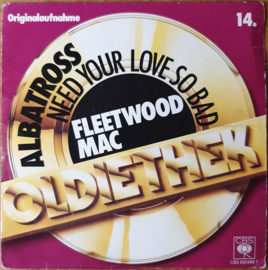 Originalaufnahme
14.
ALBATROSS
NEED YOUR LOVE SO BAD
FLEETWOOD
MAC
OLDIETHEK
CBS